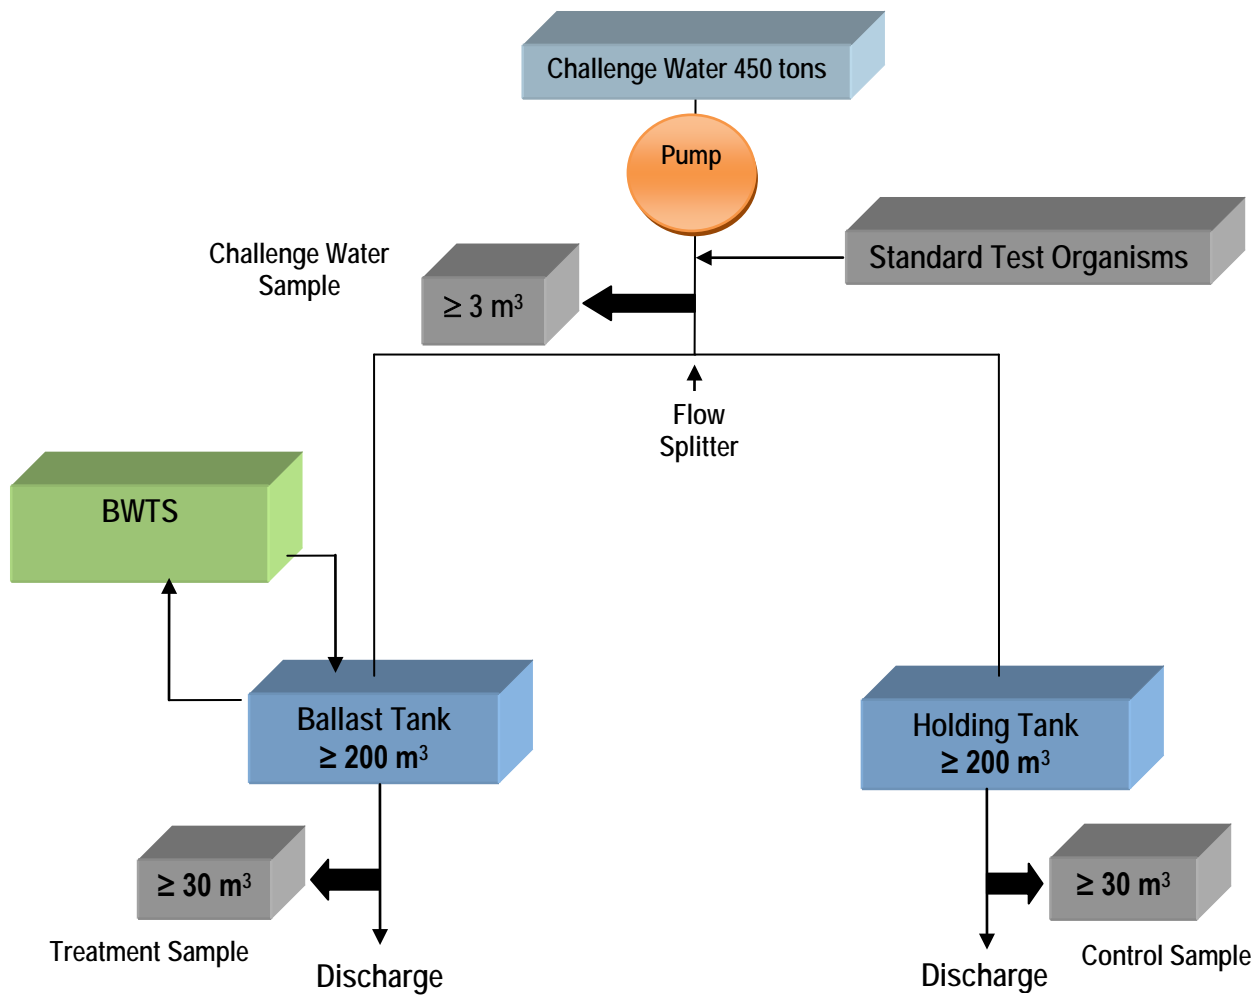 Challenge Water 450 tons
Pump
Standard Test Organisms
Challenge Water
Sample
≥ 3 m³
Flow
Splitter
BWTS
Ballast Tank
≥ 200 m³
Holding Tank
≥ 200 m³
≥ 30 m³
≥ 30 m³
Treatment Sample
Discharge
Discharge
Control Sample